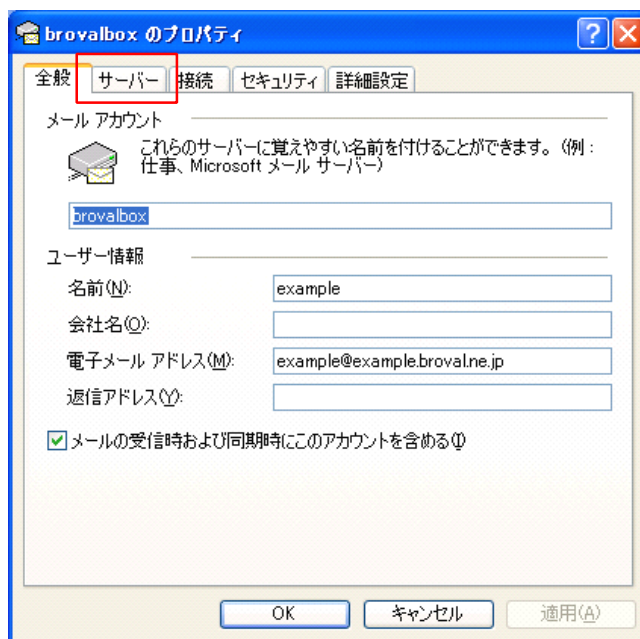 brovalbox のプロパティ
全般 サーバー 接続 セキュリティ 詳細設定
メール アカウント
これらのサーバーに覚えやすい名前を付けることができます。(例:
仕事、Microsoft メール サーバー)
brovalbox
ユーザー情報
名前(N): example
会社名(O):
電子メール アドレス(M): example@example.broval.ne.jp
返信アドレス(Y):
メールの受信時および同期時にこのアカウントを含める(I)
OK キャンセル 適用(A)